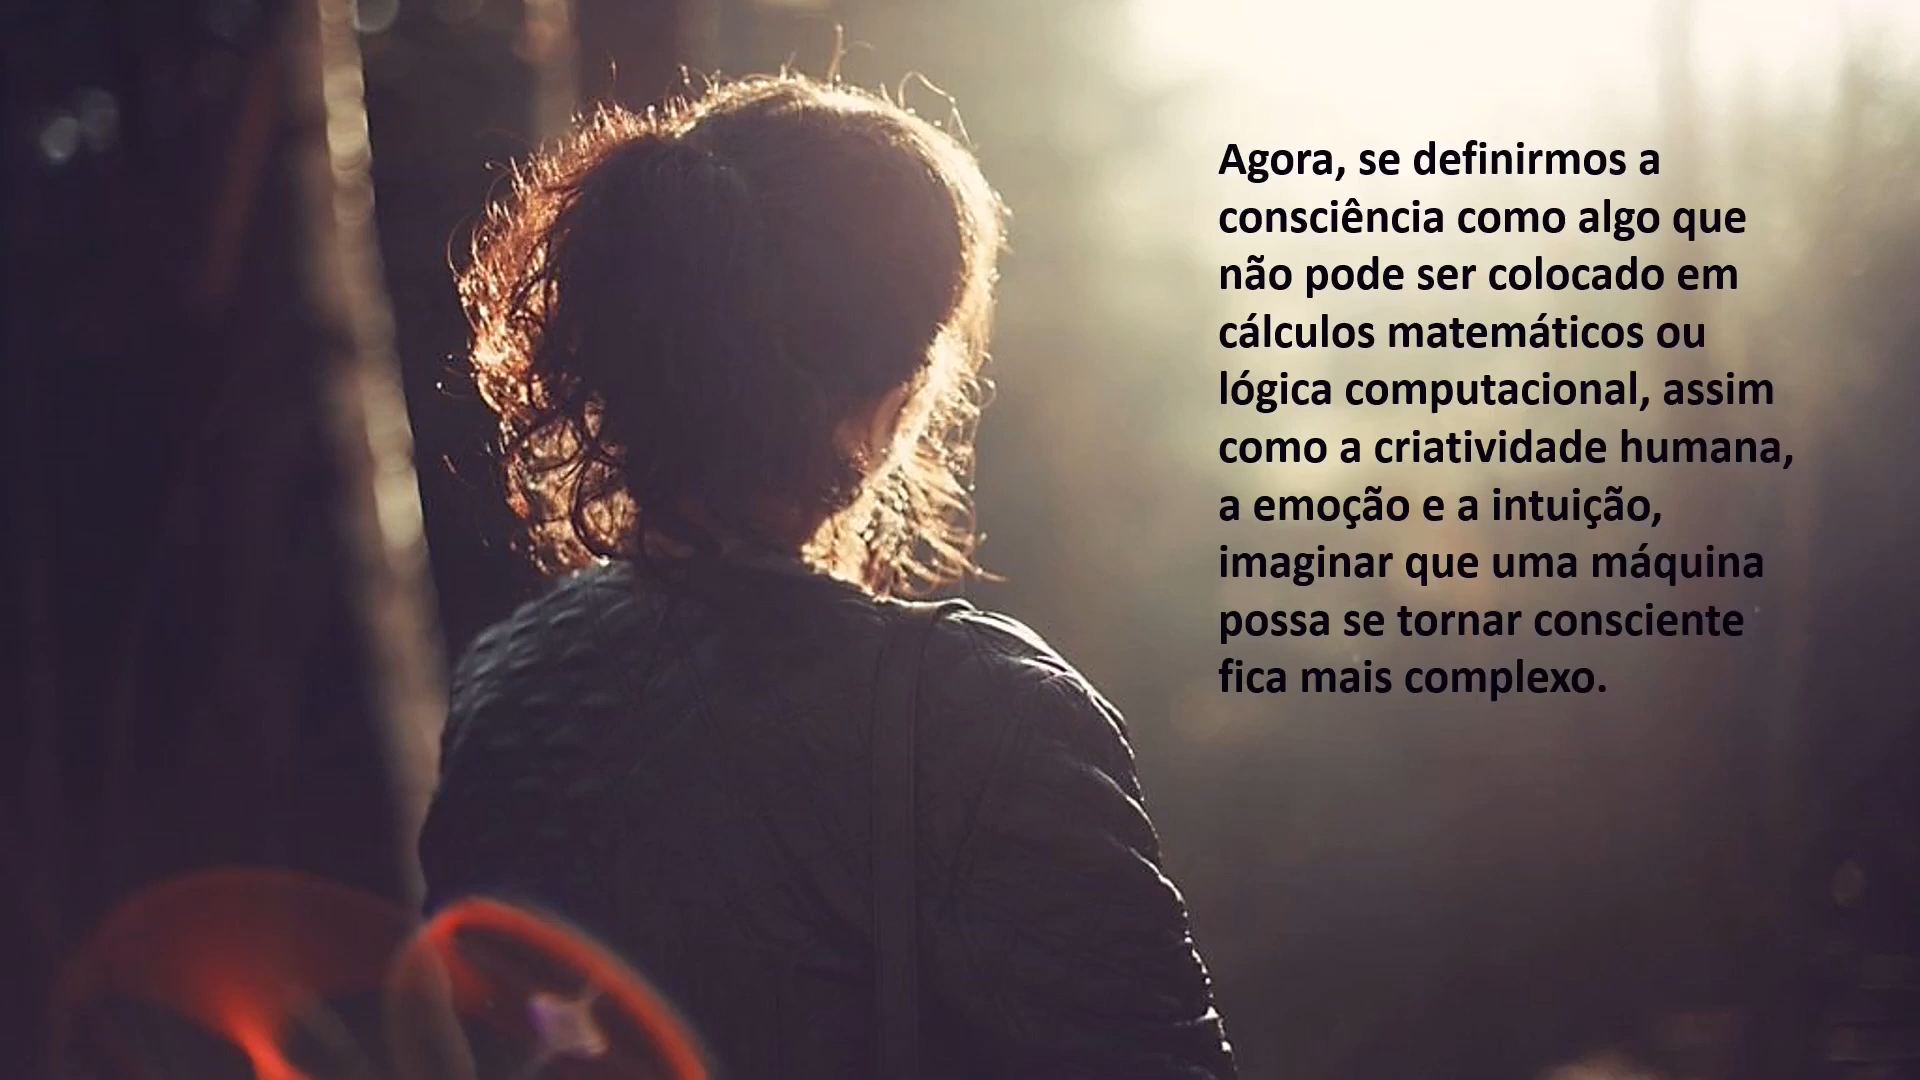 Agora, se definirmos a
consciência como algo que
não pode ser colocado em
cálculos matemáticos ou
lógica computacional, assim
como a criatividade humana,
a emoção e a intuição,
imaginar que uma máquina
possa se tornar consciente
fica mais complexo.